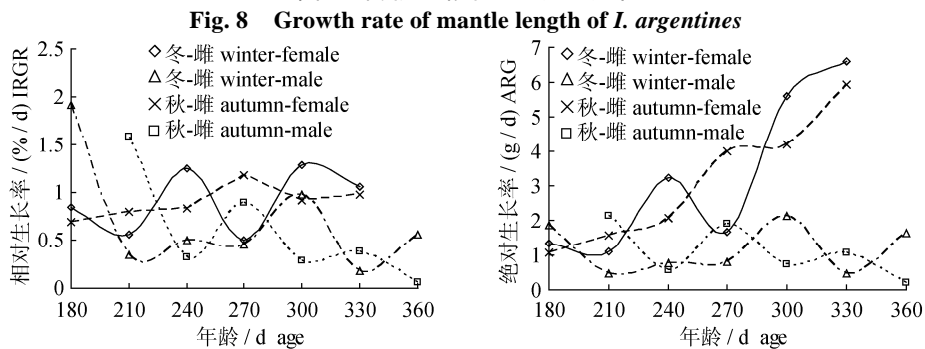 Fig. 8 Growth rate of mantle length of I. argentines
相对生长率 / (% / d) IRGR
2.5
2
1.5
1
0.5
0
冬-雌 winter-female
冬-雌 winter-male
秋-雌 autumn-female
秋-雌 autumn-male
180 210 240 270 300 330 360
年龄 / d age
绝对生长率 / (g / d) ARG
7
6
5
4
3
2
1
0
冬-雌 winter-female
冬-雌 winter-male
秋-雌 autumn-female
秋-雌 autumn-male
180 210 240 270 300 330 360
年龄 / d age